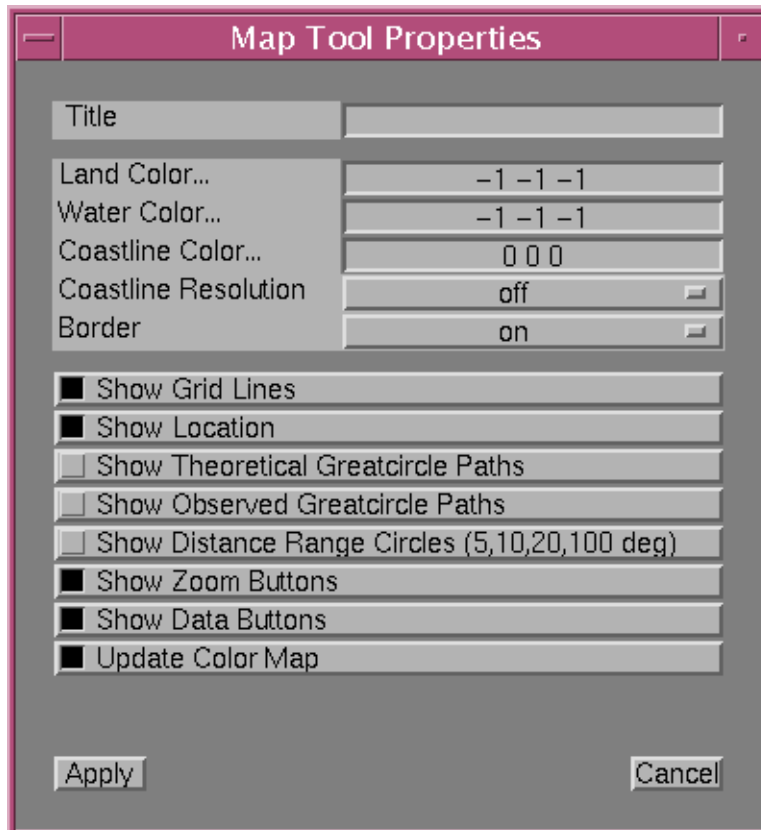 Map Tool Properties
Title
Land Color... −1 −1 −1
Water Color... −1 −1 −1
Coastline Color... 0 0 0
Coastline Resolution off
Border on
Show Grid Lines
Show Location
Show Theoretical Greatcircle Paths
Show Observed Greatcircle Paths
Show Distance Range Circles (5,10,20,100 deg)
Show Zoom Buttons
Show Data Buttons
Update Color Map
Apply Cancel